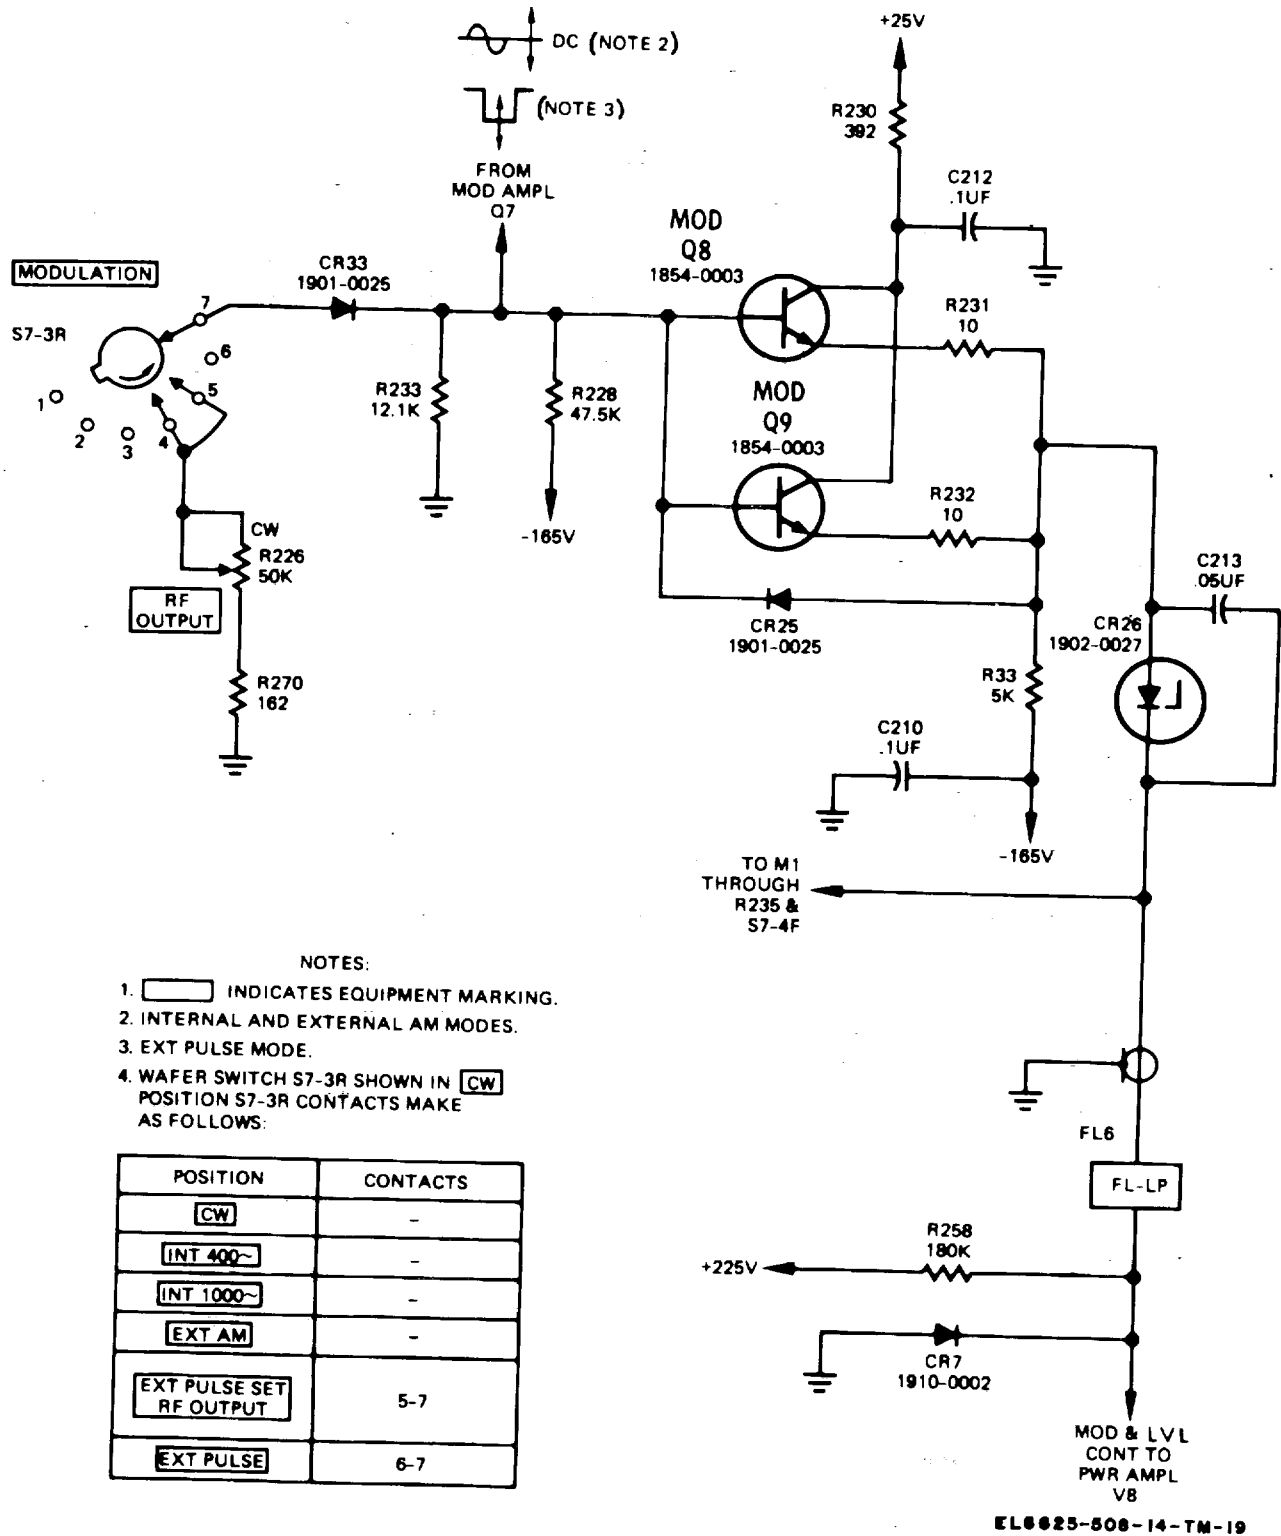 DC (NOTE 2)
(NOTE 3)
FROM
MOD AMPL
Q7
+25V
R230
392
C212
.1UF
MOD
Q8
1854-0003
MODULATION
CR33
1901-0025
S7-3R
7
6
5
1
2
3
4
R231
10
R233
12.1K
R228
47.5K
MOD
Q9
1854-0003
-165V
R232
10
CW
R226
50K
RF
OUTPUT
C213
.05UF
CR25
1901-0025
CR26
1902-0027
R270
162
R33
5K
C210
.1UF
-165V
TO M1
THROUGH
R235 &
S7-4F
NOTES:
1. INDICATES EQUIPMENT MARKING.
2. INTERNAL AND EXTERNAL AM MODES.
3. EXT PULSE MODE.
4. WAFER SWITCH S7-3R SHOWN IN CW
POSITION S7-3R CONTACTS MAKE
AS FOLLOWS:
POSITION CONTACTS
CW –
INT 400~ –
INT 1000~ –
EXT AM –
EXT PULSE SET
RF OUTPUT 5-7
EXT PULSE 6-7
FL6
FL-LP
R258
180K
+225V
CR7
1910-0002
MOD & LVL
CONT TO
PWR AMPL
V8
EL6625-508-14-TM-19